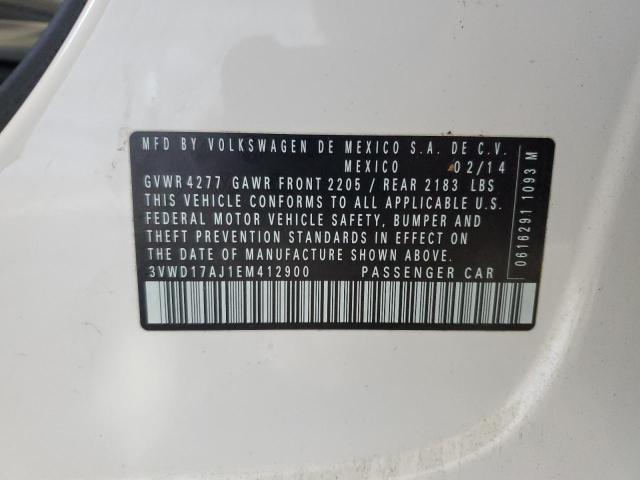 MFD BY VOLKSWAGEN DE MEXICO S.A. DE C.V.
MEXICO 02/14
GVWR 4277 GAWR FRONT 2205 / REAR 2183 LBS
THIS VEHICLE CONFORMS TO ALL APPLICABLE U.S.
FEDERAL MOTOR VEHICLE SAFETY, BUMPER AND
THEFT PREVENTION STANDARDS IN EFFECT ON
THE DATE OF MANUFACTURE SHOWN ABOVE.
3VWD17AJ1EM412900 PASSENGER CAR
0616291 1093 M